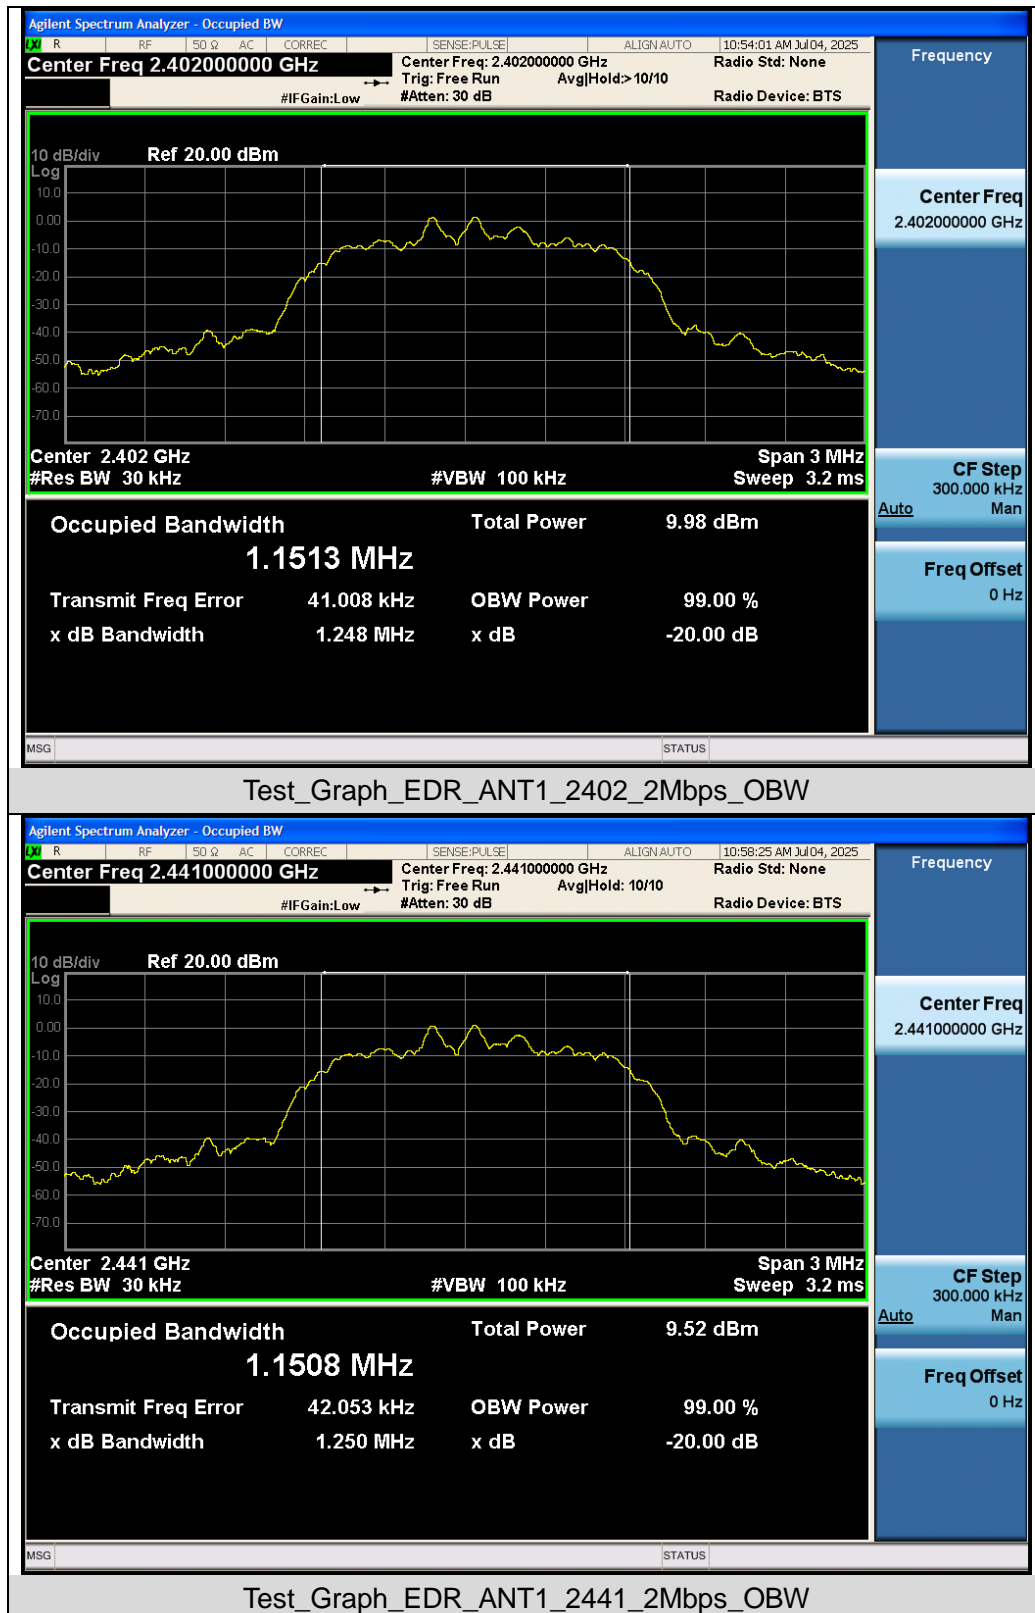 Agilent Spectrum Analyzer - Occupied BW
LXI R RF 50 Ω AC CORREC SENSE:PULSE ALIGN AUTO 10:54:01 AM Jul 04, 2025
Center Freq 2.402000000 GHz Center Freq: 2.402000000 GHz Radio Std: None
Trig: Free Run Avg|Hold:>10/10
#IFGain:Low #Atten: 30 dB Radio Device: BTS
Frequency
10 dB/div Ref 20.00 dBm
Log
10.0
0.00
-10.0
-20.0
-30.0
-40.0
-50.0
-60.0
-70.0
Center 2.402 GHz Span 3 MHz
#Res BW 30 kHz #VBW 100 kHz Sweep 3.2 ms
Center Freq
2.402000000 GHz
CF Step
300.000 kHz
Auto Man
Freq Offset
0 Hz
Occupied Bandwidth Total Power 9.98 dBm
1.1513 MHz
Transmit Freq Error 41.008 kHz OBW Power 99.00 %
x dB Bandwidth 1.248 MHz x dB -20.00 dB
MSG STATUS
Test_Graph_EDR_ANT1_2402_2Mbps_OBW
Agilent Spectrum Analyzer - Occupied BW
LXI R RF 50 Ω AC CORREC SENSE:PULSE ALIGN AUTO 10:58:25 AM Jul 04, 2025
Center Freq 2.441000000 GHz Center Freq: 2.441000000 GHz Radio Std: None
Trig: Free Run Avg|Hold: 10/10
#IFGain:Low #Atten: 30 dB Radio Device: BTS
Frequency
10 dB/div Ref 20.00 dBm
Log
10.0
0.00
-10.0
-20.0
-30.0
-40.0
-50.0
-60.0
-70.0
Center 2.441 GHz Span 3 MHz
#Res BW 30 kHz #VBW 100 kHz Sweep 3.2 ms
Center Freq
2.441000000 GHz
CF Step
300.000 kHz
Auto Man
Freq Offset
0 Hz
Occupied Bandwidth Total Power 9.52 dBm
1.1508 MHz
Transmit Freq Error 42.053 kHz OBW Power 99.00 %
x dB Bandwidth 1.250 MHz x dB -20.00 dB
MSG STATUS
Test_Graph_EDR_ANT1_2441_2Mbps_OBW